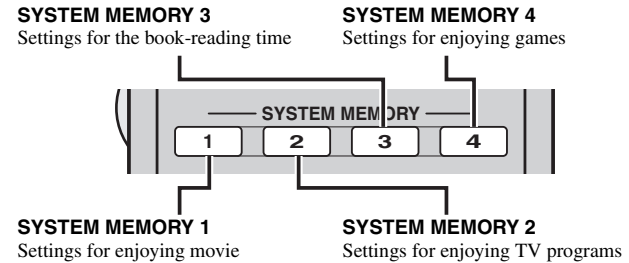 SYSTEM MEMORY 3
Settings for the book-reading time
SYSTEM MEMORY 4
Settings for enjoying games
SYSTEM MEMORY
1 2 3 4
SYSTEM MEMORY 1
Settings for enjoying movie
SYSTEM MEMORY 2
Settings for enjoying TV programs